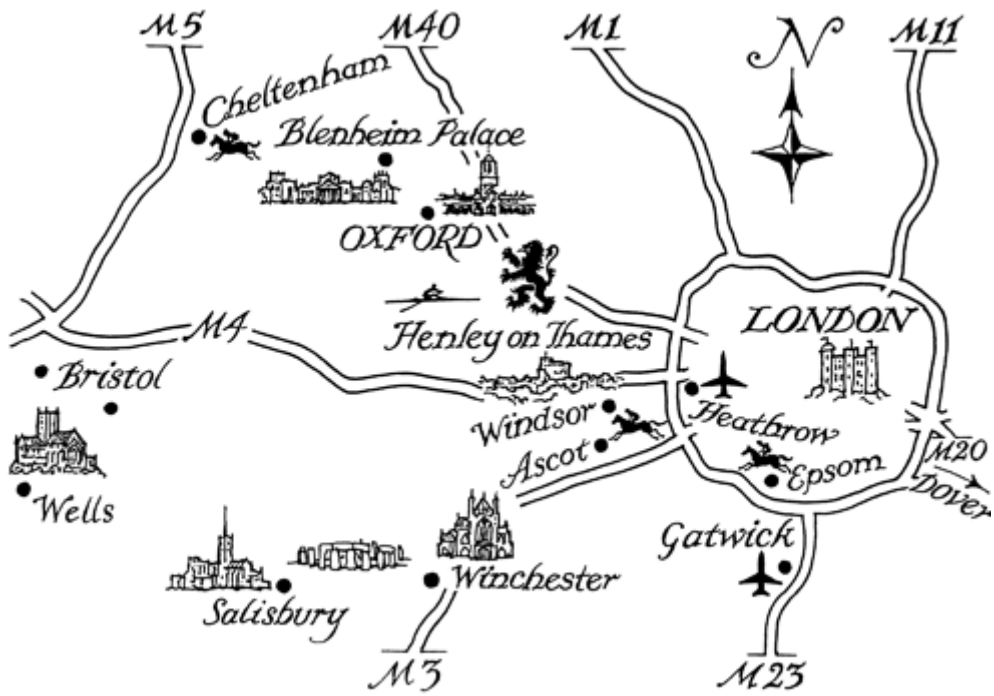 M5
M40
M1
M11
N
Cheltenham
Blenheim Palace
OXFORD
Henley on Thames
LONDON
M4
Bristol
Windsor
Heathrow
Ascot
Epsom
M20
Dover
Wells
Gatwick
Winchester
Salisbury
M3
M23